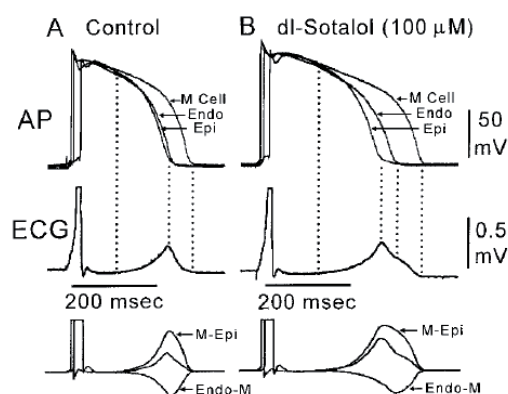 A Control B dl-Sotalol (100 μM)
M Cell
Endo
Epi
AP
M Cell
Endo
Epi
50
mV
ECG
0.5
mV
200 msec
200 msec
M-Epi
Endo-M
M-Epi
Endo-M